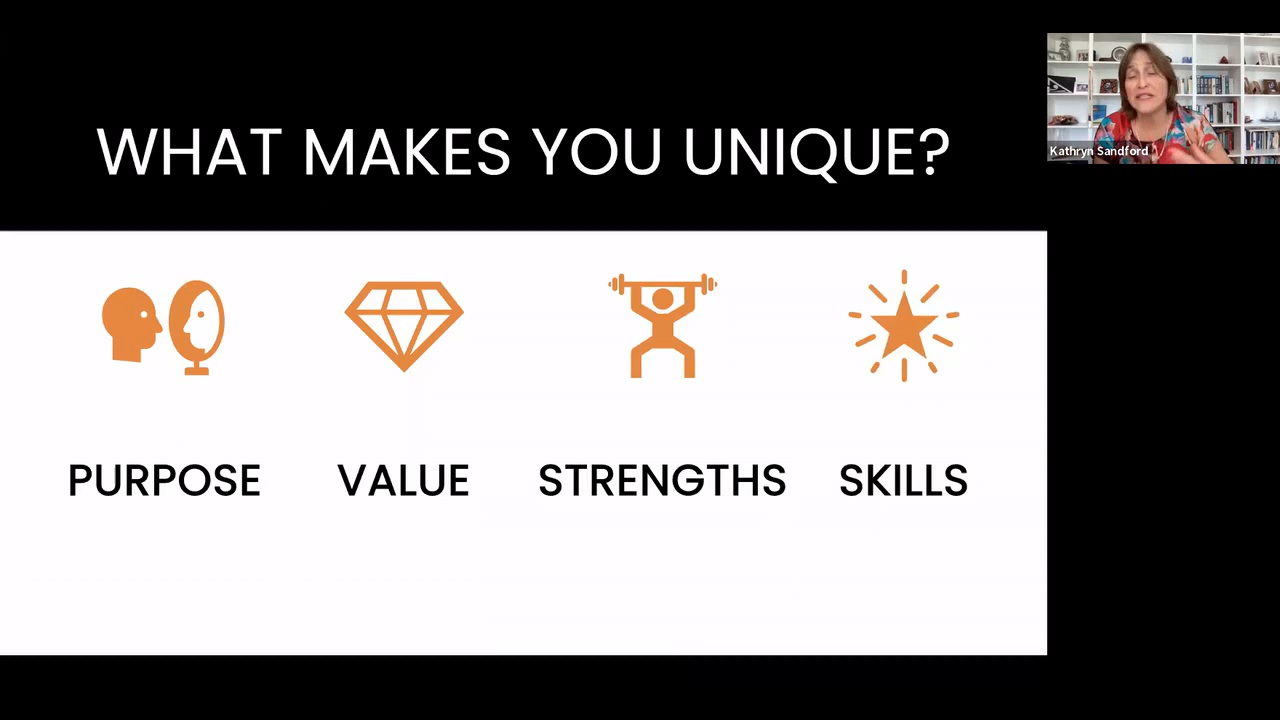 WHAT MAKES YOU UNIQUE?
Kathryn Sandford
PURPOSE VALUE STRENGTHS SKILLS